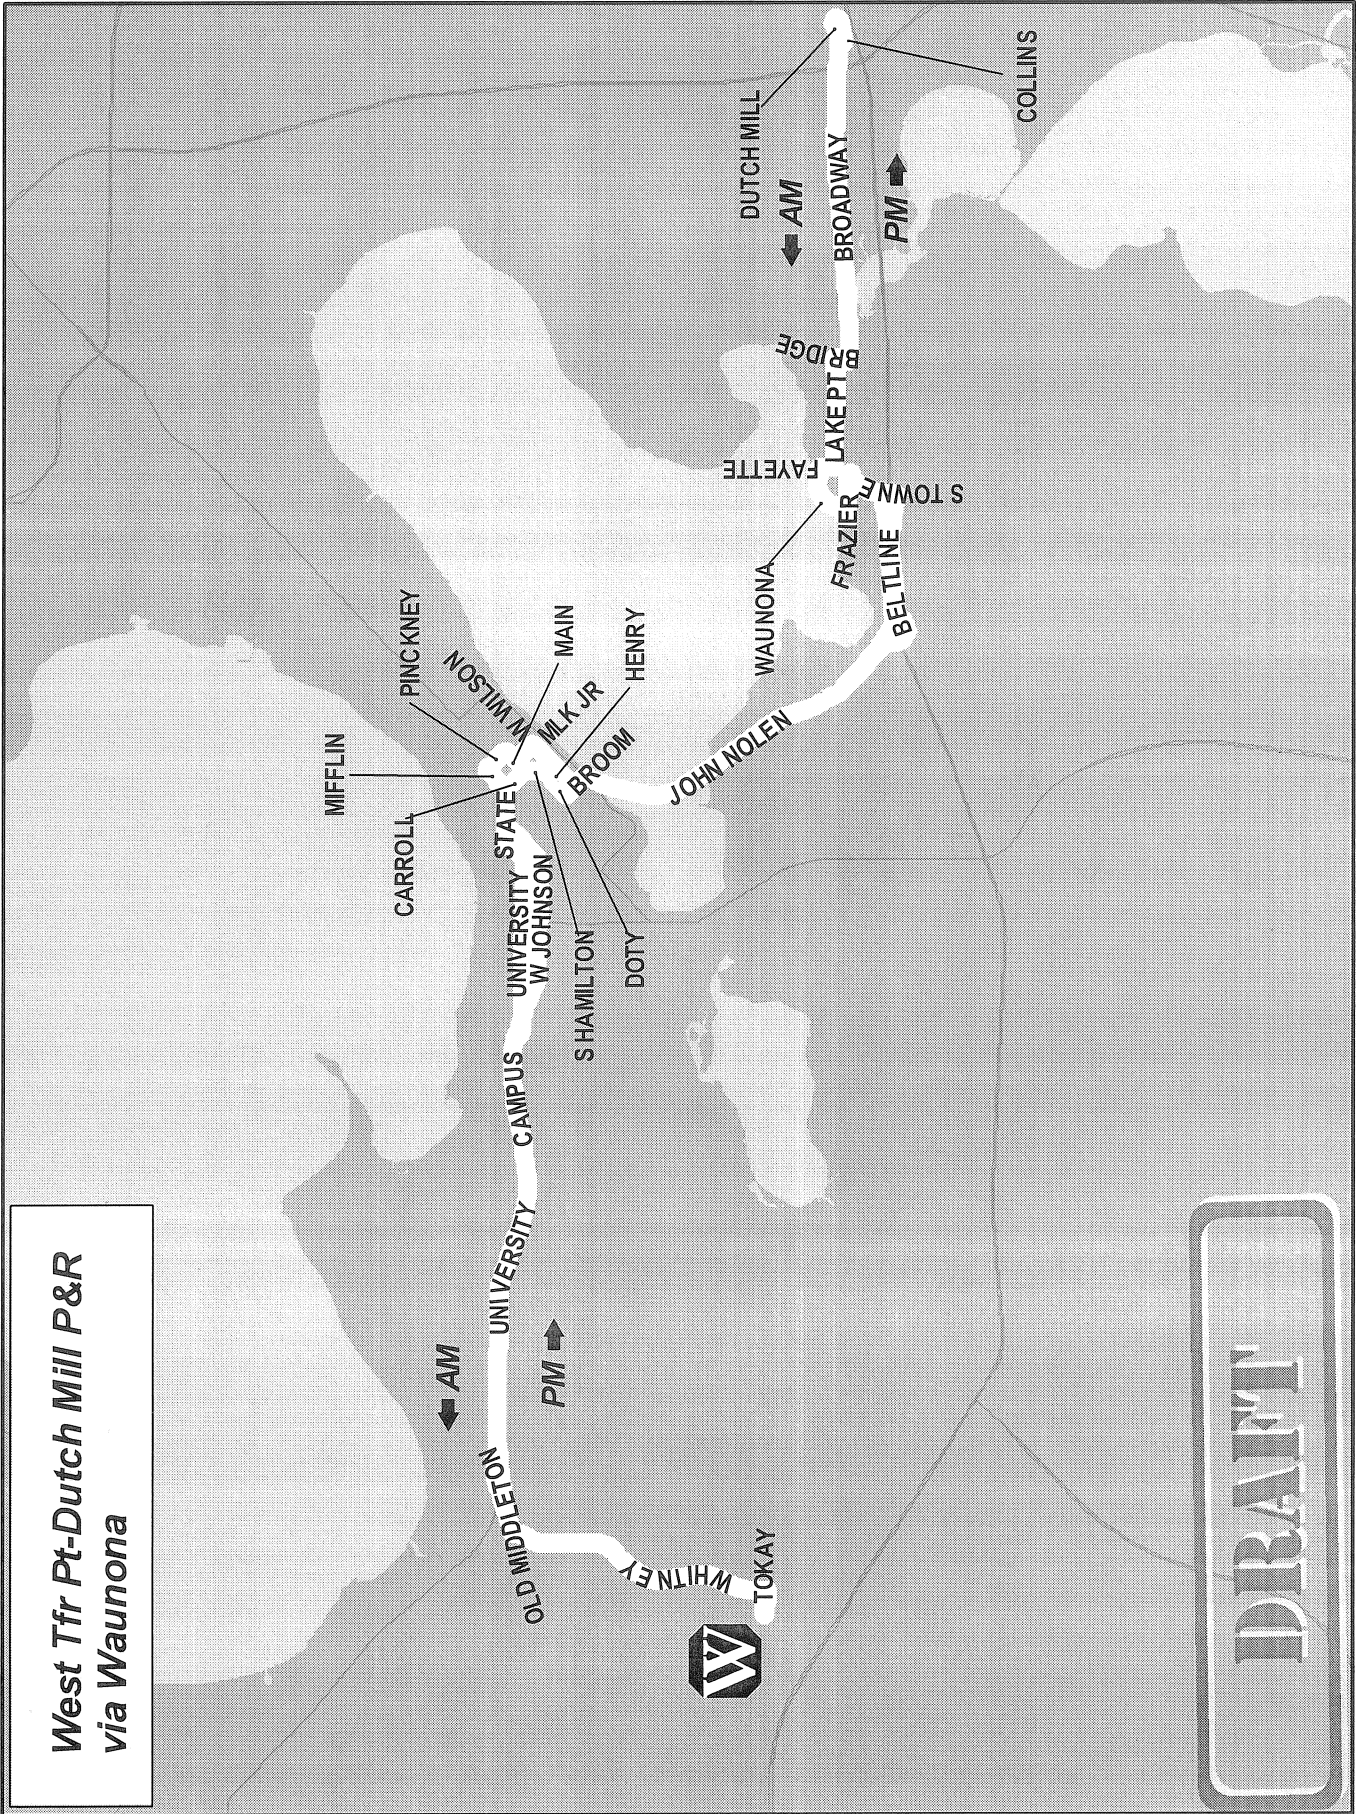 West Tfr Pt-Dutch Mill P&R
via Waunona
MIFFLIN
PINCKNEY
CARROLL
W WILSON
MAIN
MLK JR
HENRY
BROOM
STATE
UNIVERSITY
W JOHNSON
S HAMILTON
DOTY
CAMPUS
UNIVERSITY
AM
PM
OLD MIDDLETON
WHITNEY
TOKAY
W
JOHN NOLEN
BELTLINE
WAUNONA
FRAZIER
S TOWNE
FAYETTE
LAKE PT
BRIDGE
BROADWAY
DUTCH MILL
AM
PM
COLLINS
DRAFT